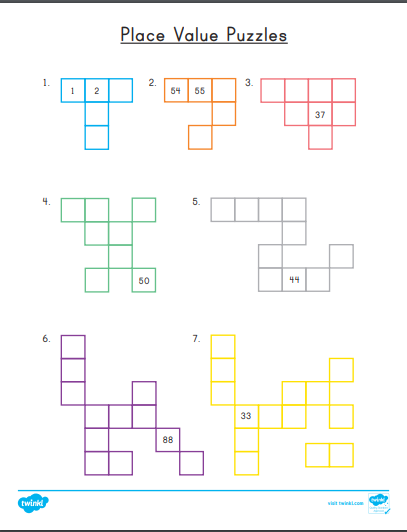 Place Value Puzzles
1. 1 2
2. 54 55
3.
37
4.
50
5.
44
6.
88
7.
33
twinkl
visit twinkl.com